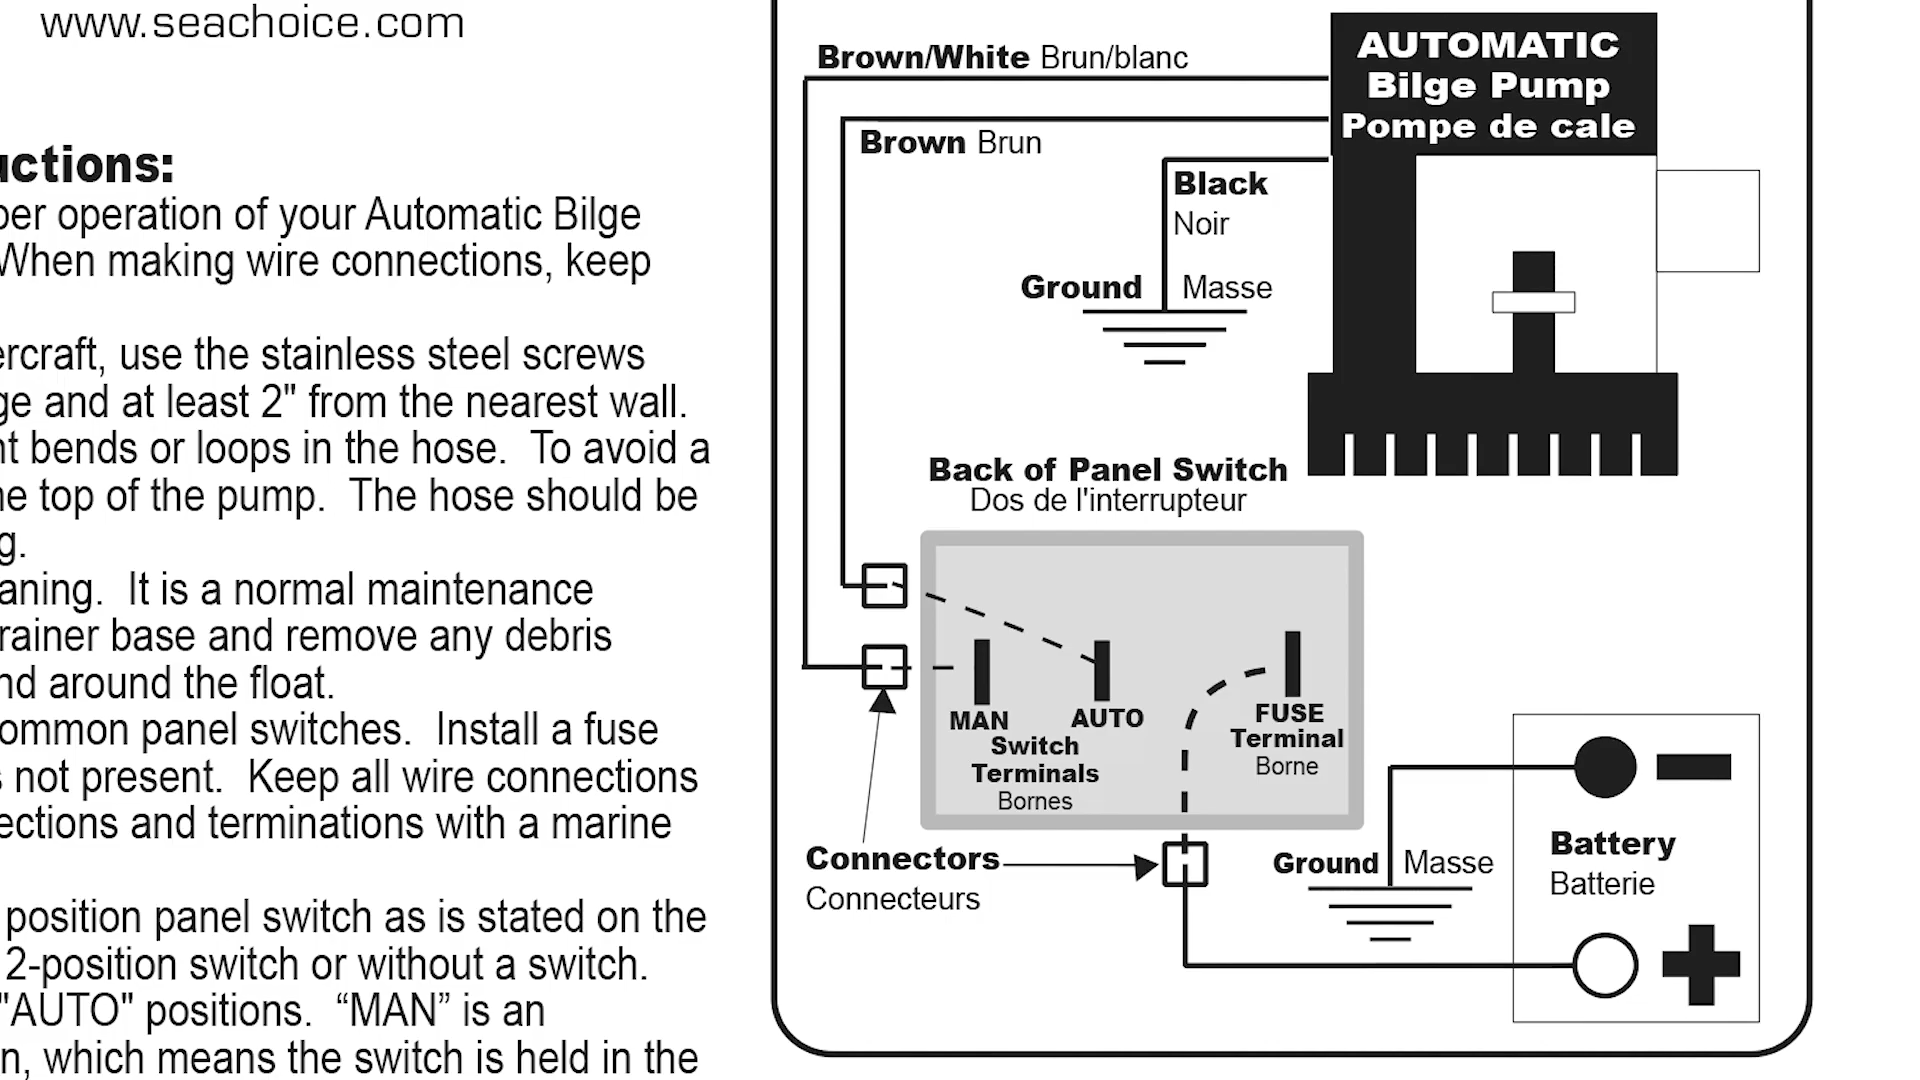 www.seachoice.com
uctions:
per operation of your Automatic Bilge
When making wire connections, keep
ercraft, use the stainless steel screws
ge and at least 2" from the nearest wall.
nt bends or loops in the hose. To avoid a
he top of the pump. The hose should be
g.
aning. It is a normal maintenance
rainer base and remove any debris
nd around the float.
ommon panel switches. Install a fuse
s not present. Keep all wire connections
ections and terminations with a marine
position panel switch as is stated on the
2-position switch or without a switch.
"AUTO" positions. “MAN” is an
n, which means the switch is held in the
Brown/White Brun/blanc
Brown Brun
Black
Noir
Ground Masse
AUTOMATIC
Bilge Pump
Pompe de cale
Back of Panel Switch
Dos de l'interrupteur
MAN AUTO
Switch
Terminals
Bornes
FUSE
Terminal
Borne
Connectors
Connecteurs
Ground Masse
Battery
Batterie